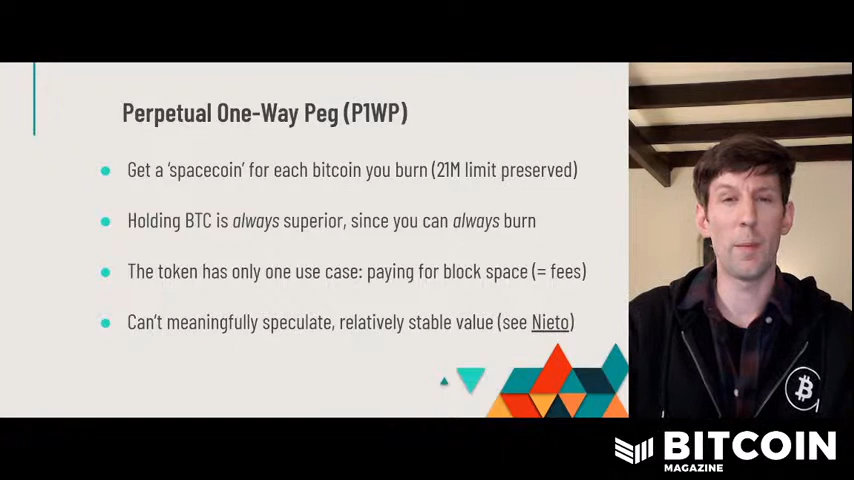 Perpetual One-Way Peg (P1WP)
Get a ‘spacecoin’ for each bitcoin you burn (21M limit preserved)
Holding BTC is always superior, since you can always burn
The token has only one use case: paying for block space (= fees)
Can't meaningfully speculate, relatively stable value (see Nieto)
BITCOIN
MAGAZINE